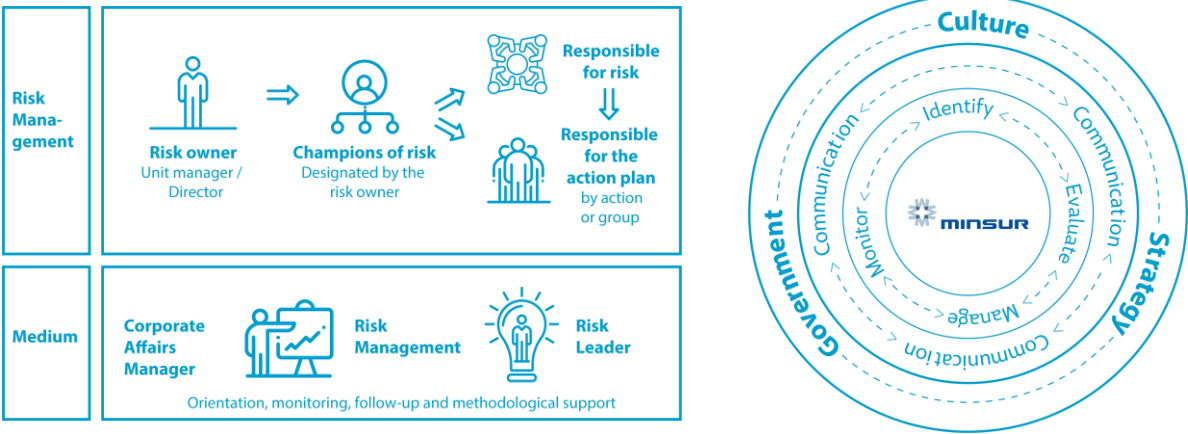 Risk
Mana-
gement
Risk owner
Unit manager /
Director
Champions of risk
Designated by the
risk owner
Responsible
for risk
Responsible
for the
action plan
by action
or group
Medium
Corporate
Affairs
Manager
Risk
Management
Risk
Leader
Orientation, monitoring, follow-up and methodological support
Culture
Strategy
Government
Communication
Communication
Communication
Identify
Evaluate
Manage
Monitor
minsur